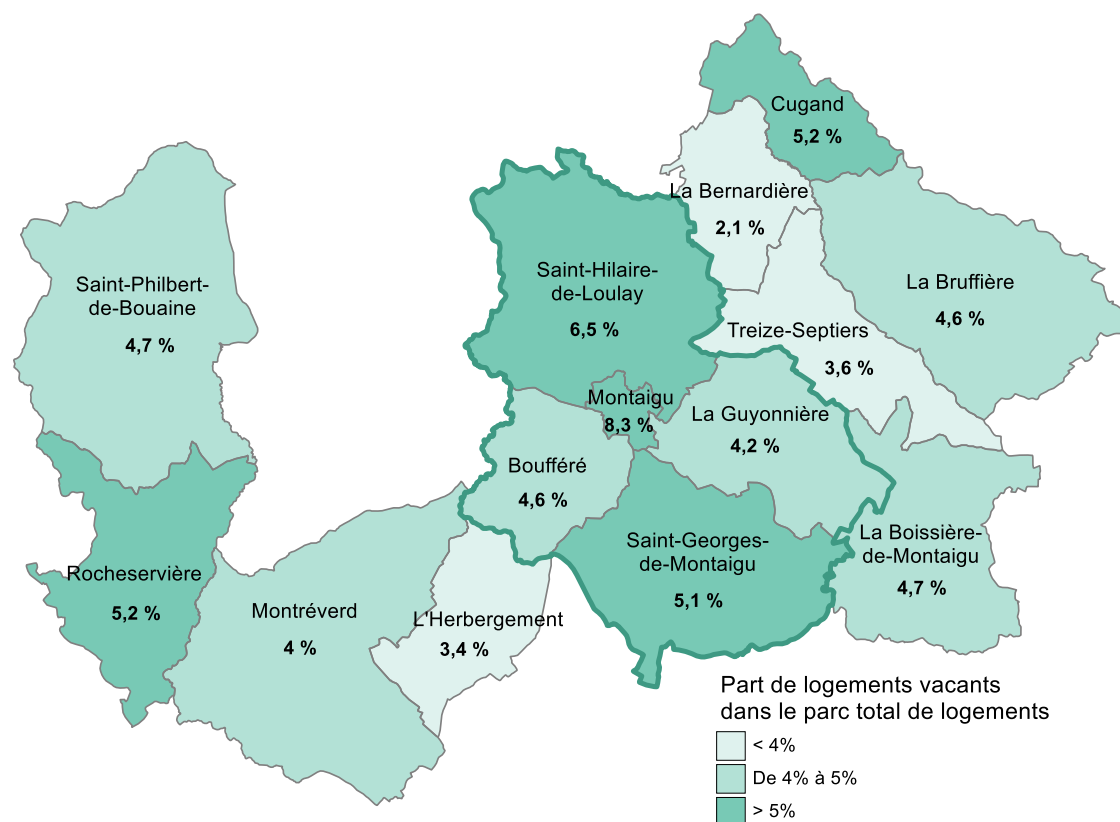 Cugand
5,2 %
La Bernardière
2,1 %
Saint-Philbert-
de-Bouaine
4,7 %
Saint-Hilaire-
de-Loulay
6,5 %
La Bruffière
4,6 %
Treize-Septiers
3,6 %
Montaigu
8,3 %
La Guyonnière
4,2 %
Boufféré
4,6 %
Saint-Georges-
de-Montaigu
5,1 %
La Boissière-
de-Montaigu
4,7 %
Rocheservière
5,2 %
Montréverd
4 %
L'Herbergement
3,4 %
Part de logements vacants
dans le parc total de logements
< 4%
De 4% à 5%
> 5%